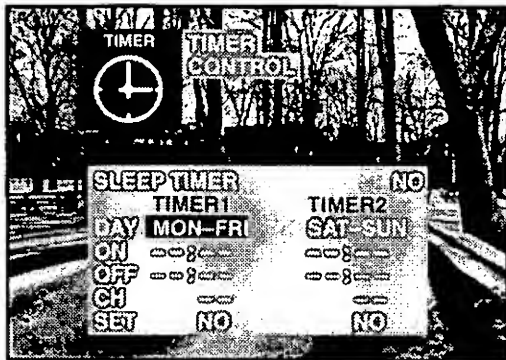 TIMER
TIMER
CONTROL
SLEEP TIMER NO
TIMER1 TIMER2
DAY MON-FRI SAT-SUN
ON --:-- --:--
OFF --:-- --:--
CH -- --
SET NO NO